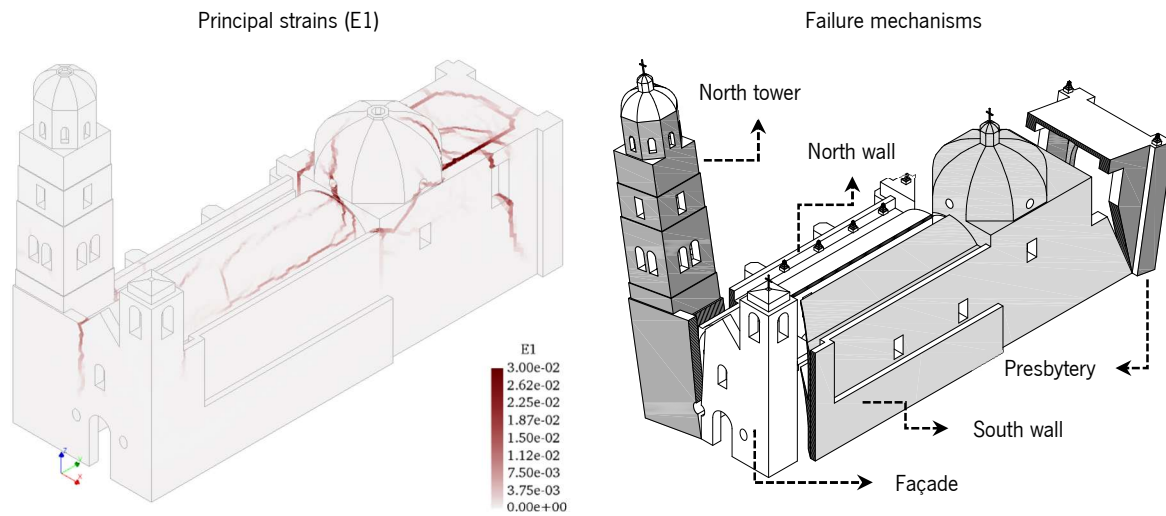 Principal strains (E1)
Failure mechanisms
North tower
North wall
Presbytery
South wall
Façade
E1
3.00e-02
2.62e-02
2.25e-02
1.87e-02
1.50e-02
1.12e-02
7.50e-03
3.75e-03
0.00e+00
Z
Y
X